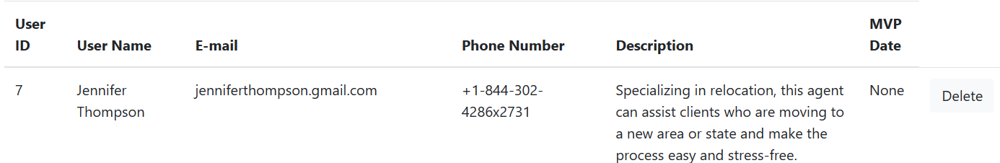 User ID User Name E-mail Phone Number Description MVP Date
7 Jennifer Thompson jenniferthompson.gmail.com +1-844-302-4286x2731 Specializing in relocation, this agent can assist clients who are moving to a new area or state and make the process easy and stress-free. None Delete